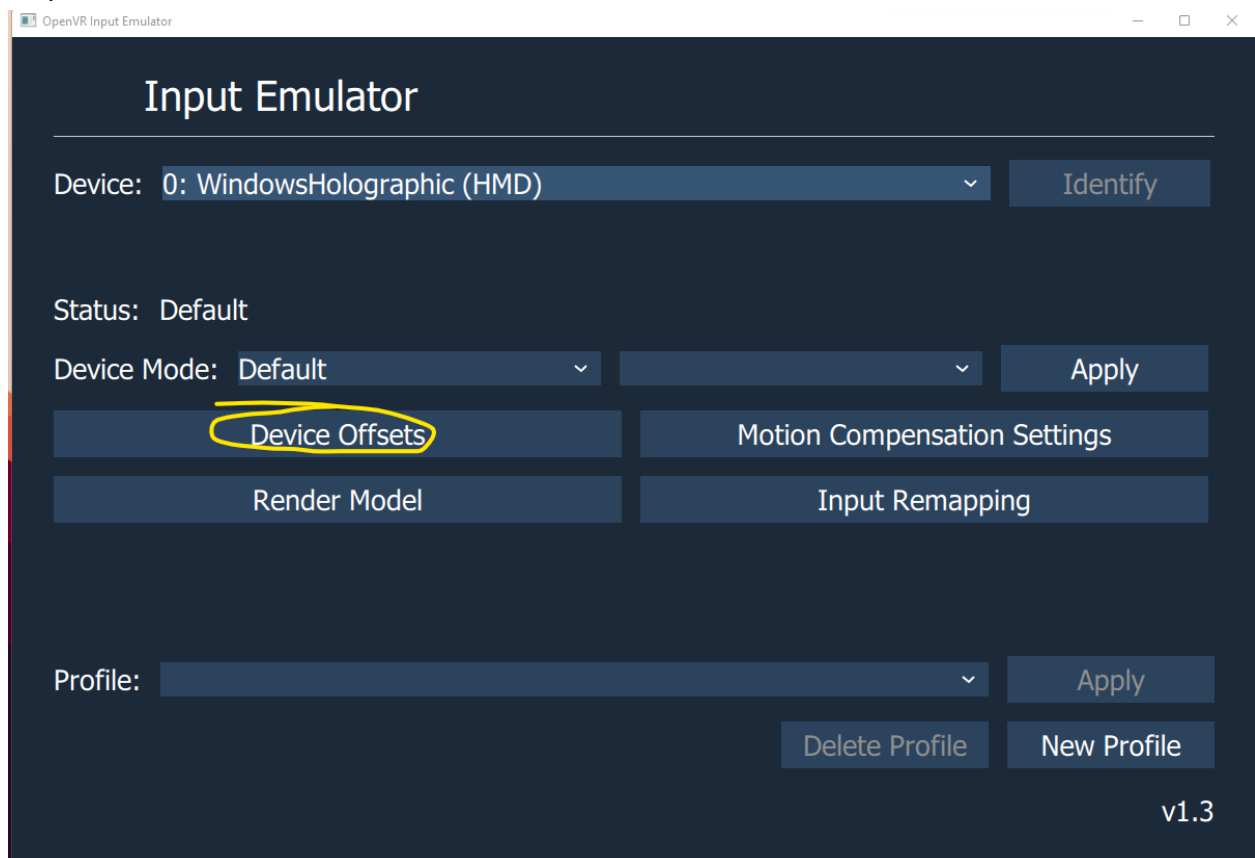 OpenVR Input Emulator
Input Emulator
Device: 0: WindowsHolographic (HMD) Identify
Status: Default
Device Mode: Default Apply
Device Offsets Motion Compensation Settings
Render Model Input Remapping
Profile: Apply
Delete Profile New Profile
v1.3